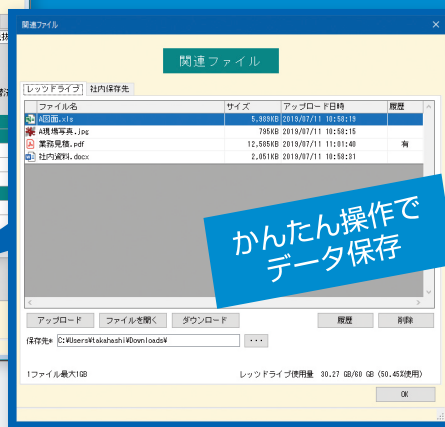 関連ファイル
関連ファイル
レッツドライブ 社内保存先
ファイル名 サイズ アップロード日時 履歴
A図面.xls 5,989KB 2019/07/11 10:58:19
A現場写真.jpg 795KB 2019/07/11 10:58:15
業務見積.pdf 12,585KB 2019/07/11 11:01:40 有
社内資料.docx 2,051KB 2019/07/11 10:58:31
かんたん操作で
データ保存
アップロード ファイルを開く ダウンロード 履歴 削除
保存先* C:¥Users¥takahashi¥Downloads¥ ...
1ファイル最大1GB レッツドライブ使用量 30.27 GB/60 GB (50.45%使用)
OK